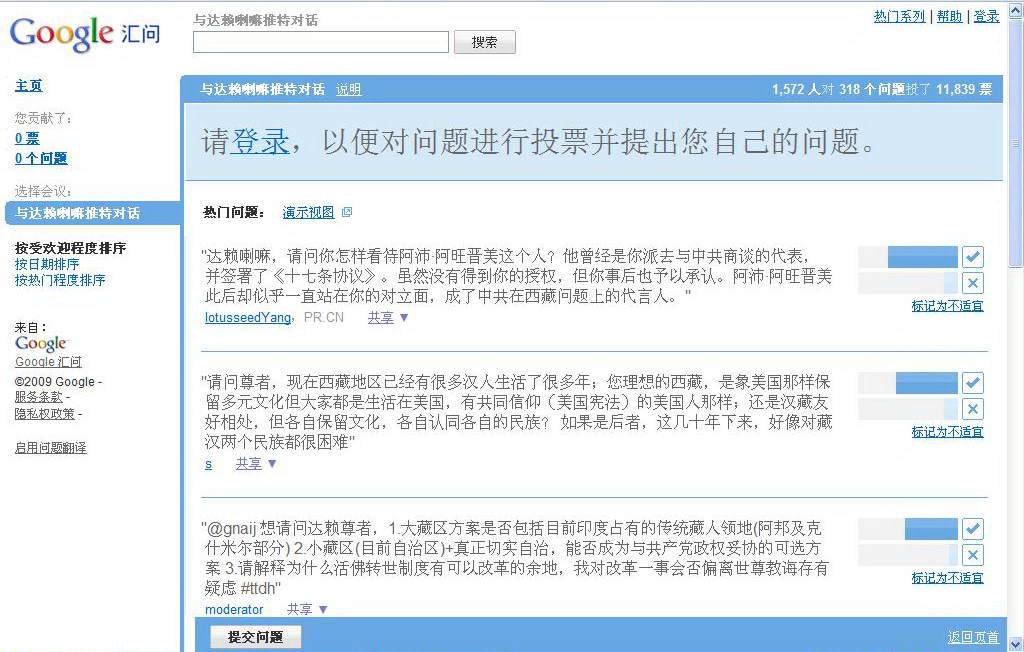 Google 汇问
与达赖喇嘛推特对话
搜索
热门系列 | 帮助 | 登录
主页
您贡献了：
0 票
0 个问题
选择会议：
与达赖喇嘛推特对话
按受欢迎程度排序
按日期排序
按热门程度排序
来自：
Google
Google 汇问
©2009 Google -
服务条款 -
隐私权政策 -
启用问题翻译
与达赖喇嘛推特对话 说明
1,572 人对 318 个问题投了 11,839 票
请登录，以便对问题进行投票并提出您自己的问题。
热门问题： 演示视图
"达赖喇嘛，请问你怎样看待阿沛·阿旺晋美这个人？他曾经是你派去与中共商谈的代表，
并签署了《十七条协议》。虽然没有得到你的授权，但你事后也予以承认。阿沛·阿旺晋美
此后却似乎一直站在你的对立面，成了中共在西藏问题上的代言人。"
lotusseedYang，PR.CN 共享 ▼
标记为不适宜
"请问尊者，现在西藏地区已经有很多汉人生活了很多年；您理想的西藏，是象美国那样保
留多元文化但大家都是生活在美国，有共同信仰（美国宪法）的美国人那样；还是汉藏友
好相处，但各自保留文化，各自认同各自的民族？ 如果是后者，这几十年下来，好像对藏
汉两个民族都很困难"
s 共享 ▼
标记为不适宜
"@gnaij 想请问达赖尊者，1.大藏区方案是否包括目前印度占有的传统藏人领地(阿邦及克
什米尔部分) 2.小藏区(目前自治区)+真正切实自治，能否成为与共产党政权妥协的可选方
案 3.请解释为什么活佛转世制度有可以改革的余地，我对改革一事会否偏离世尊教诲存有
疑虑 #ttdh"
moderator 共享 ▼
标记为不适宜
提交问题
返回页首